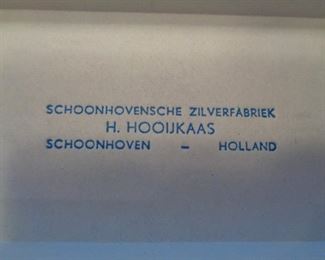 SCHOONHOVENSCHE ZILVERFABRIEK
H. HOOIJKAAS
SCHOONHOVEN – HOLLAND